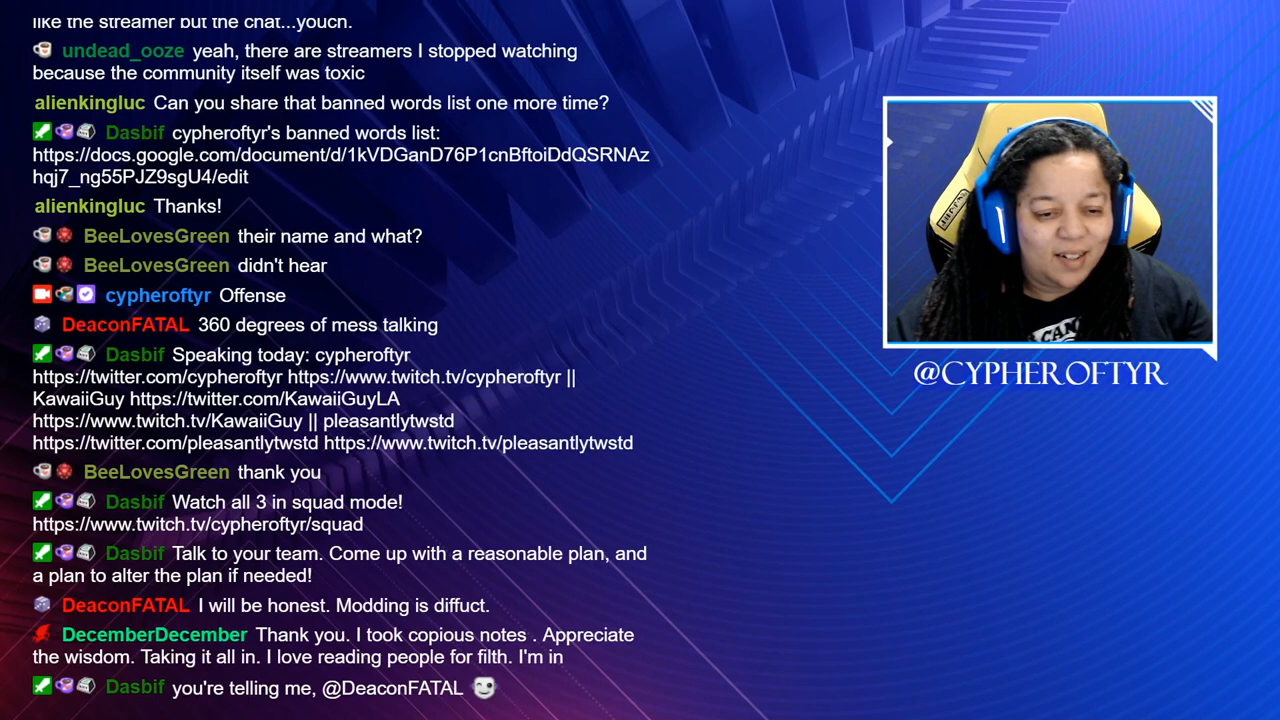 like the streamer but the chat...youch.
undead_ooze yeah, there are streamers I stopped watching
because the community itself was toxic
alienkingluc Can you share that banned words list one more time?
Dasbif cypheroftyr's banned words list:
https://docs.google.com/document/d/1kVDGanD76P1cnBftoiDdQSRNAz
hqj7_ng55PJZ9sgU4/edit
alienkingluc Thanks!
BeeLovesGreen their name and what?
BeeLovesGreen didn't hear
cypheroftyr Offense
DeaconFATAL 360 degrees of mess talking
Dasbif Speaking today: cypheroftyr
https://twitter.com/cypheroftyr https://www.twitch.tv/cypheroftyr ||
KawaiiGuy https://twitter.com/KawaiiGuyLA
https://www.twitch.tv/KawaiiGuy || pleasantlytwstd
https://twitter.com/pleasantlytwstd https://www.twitch.tv/pleasantlytwstd
BeeLovesGreen thank you
Dasbif Watch all 3 in squad mode!
https://www.twitch.tv/cypheroftyr/squad
Dasbif Talk to your team. Come up with a reasonable plan, and
a plan to alter the plan if needed!
DeaconFATAL I will be honest. Modding is diffuct.
DecemberDecember Thank you. I took copious notes . Appreciate
the wisdom. Taking it all in. I love reading people for filth. I'm in
Dasbif you're telling me, @DeaconFATAL
@CYPHEROFTYR